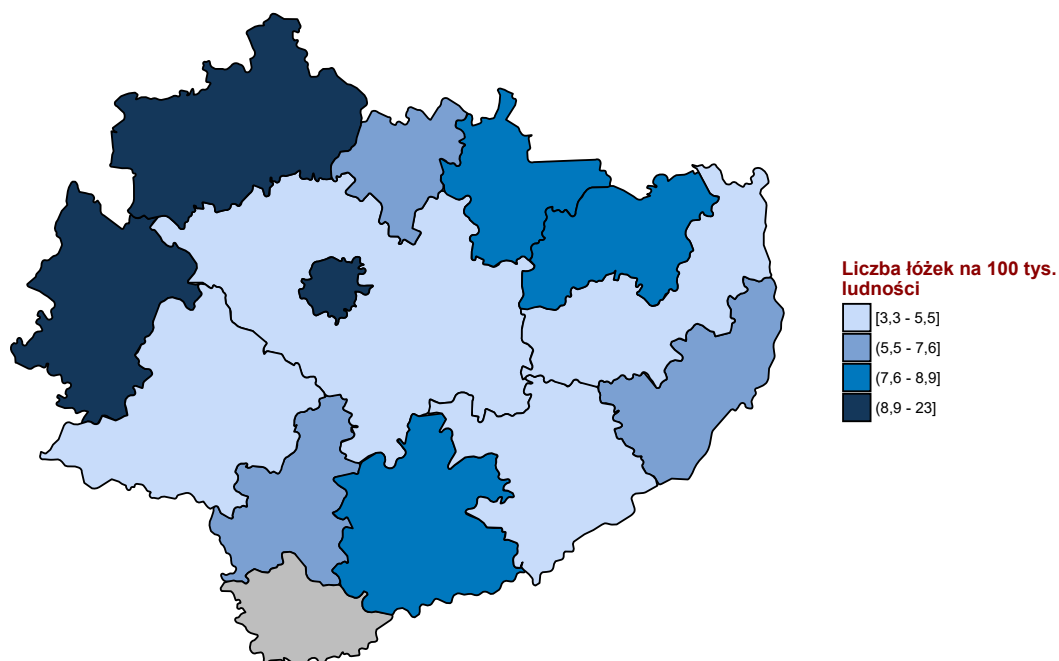 Liczba łóżek na 100 tys.
ludności
[3,3 - 5,5]
(5,5 - 7,6]
(7,6 - 8,9]
(8,9 - 23]